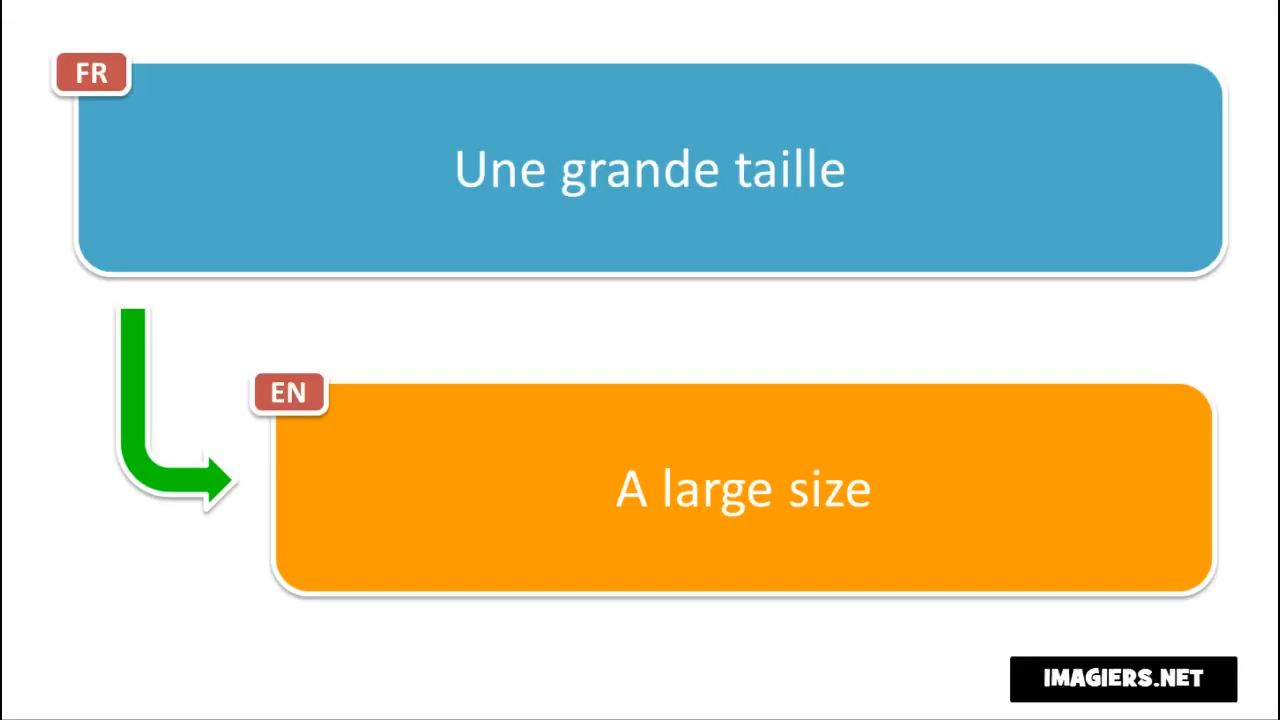 FR
Une grande taille
EN
A large size
IMAGIERS.NET